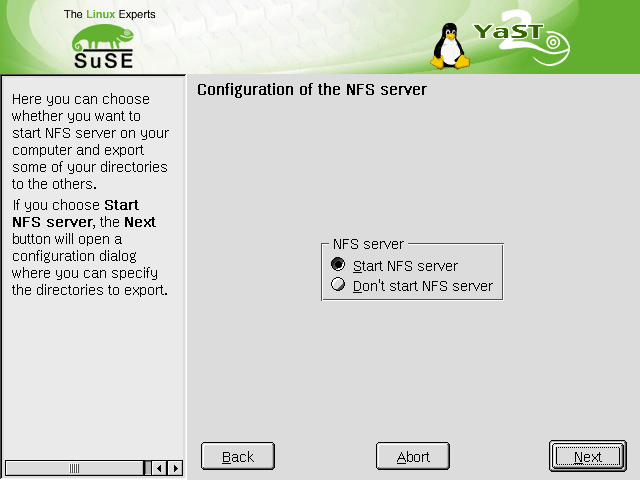 The Linux Experts
SuSE
YaST
2
Configuration of the NFS server
Here you can choose
whether you want to
start NFS server on your
computer and export
some of your directories
to the others.
If you choose Start
NFS server, the Next
button will open a
configuration dialog
where you can specify
the directories to export.
NFS server
Start NFS server
Don't start NFS server
Back
Abort
Next